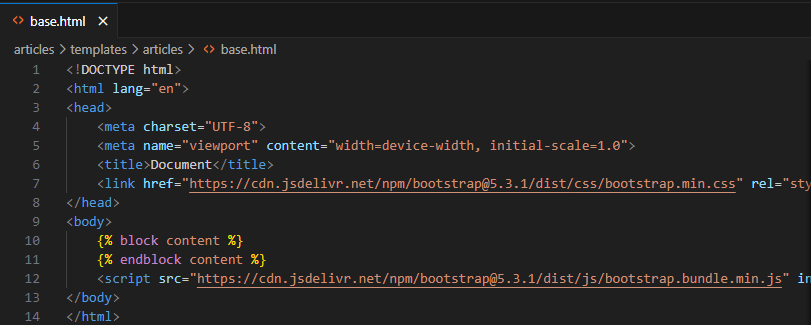 base.html
articles > templates > articles > base.html
1 <!DOCTYPE html>
2 <html lang="en">
3 <head>
4     <meta charset="UTF-8">
5     <meta name="viewport" content="width=device-width, initial-scale=1.0">
6     <title>Document</title>
7     <link href="https://cdn.jsdelivr.net/npm/bootstrap@5.3.1/dist/css/bootstrap.min.css" rel="sty
8 </head>
9 <body>
10     {% block content %}
11     {% endblock content %}
12     <script src="https://cdn.jsdelivr.net/npm/bootstrap@5.3.1/dist/js/bootstrap.bundle.min.js" in
13 </body>
14 </html>